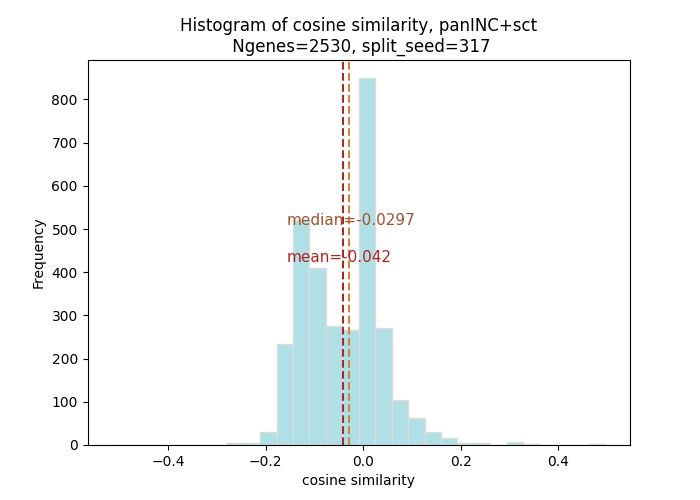 Histogram of cosine similarity, panINC+sct
Ngenes=2530, split_seed=317
Frequency
800
700
600
500
400
300
200
100
0
median=-0.0297
mean=-0.042
−0.4
−0.2
0.0
0.2
0.4
cosine similarity